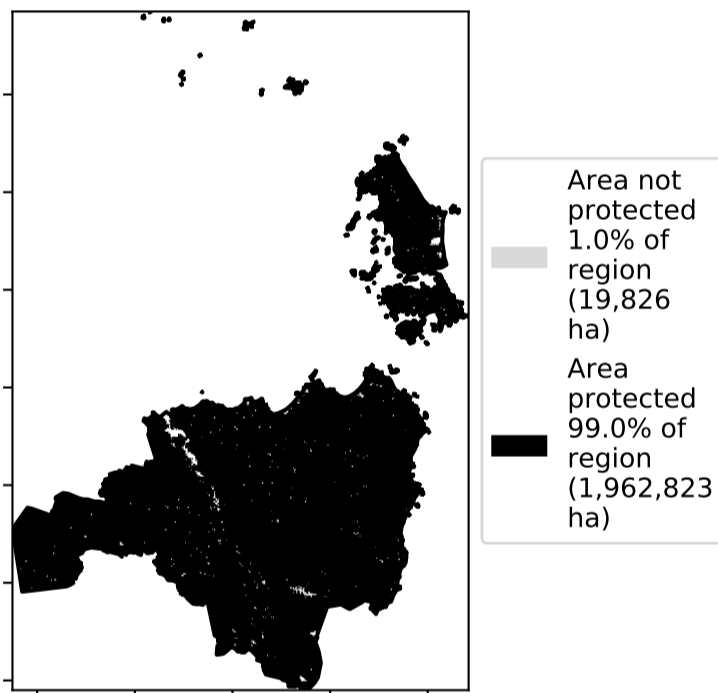 Area not
protected
1.0% of
region
(19,826
ha)
Area
protected
99.0% of
region
(1,962,823
ha)